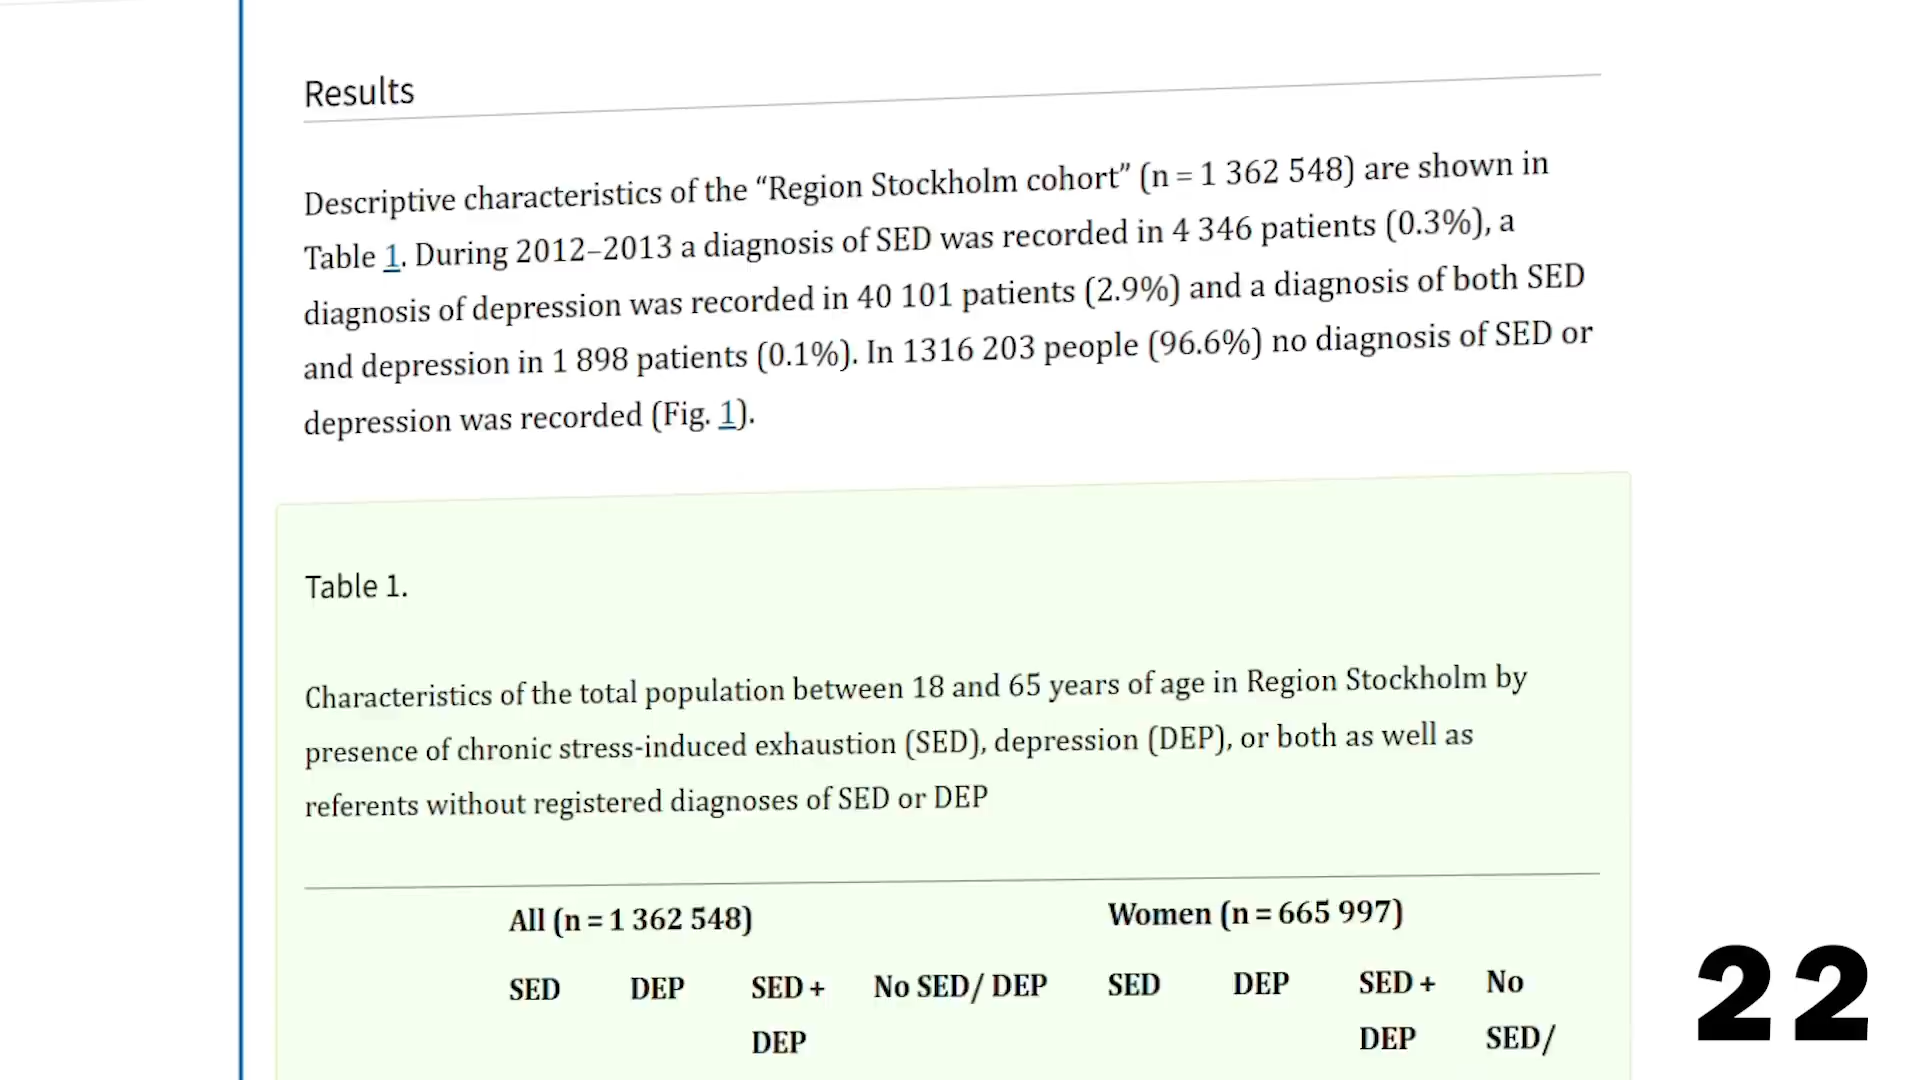 Results
Descriptive characteristics of the “Region Stockholm cohort” (n = 1 362 548) are shown in
Table 1. During 2012–2013 a diagnosis of SED was recorded in 4 346 patients (0.3%), a
diagnosis of depression was recorded in 40 101 patients (2.9%) and a diagnosis of both SED
and depression in 1 898 patients (0.1%). In 1316 203 people (96.6%) no diagnosis of SED or
depression was recorded (Fig. 1).
Table 1.
Characteristics of the total population between 18 and 65 years of age in Region Stockholm by
presence of chronic stress-induced exhaustion (SED), depression (DEP), or both as well as
referents without registered diagnoses of SED or DEP
All (n = 1 362 548) Women (n = 665 997)
SED DEP SED + No SED/ DEP SED DEP SED + No
DEP DEP SED/
22